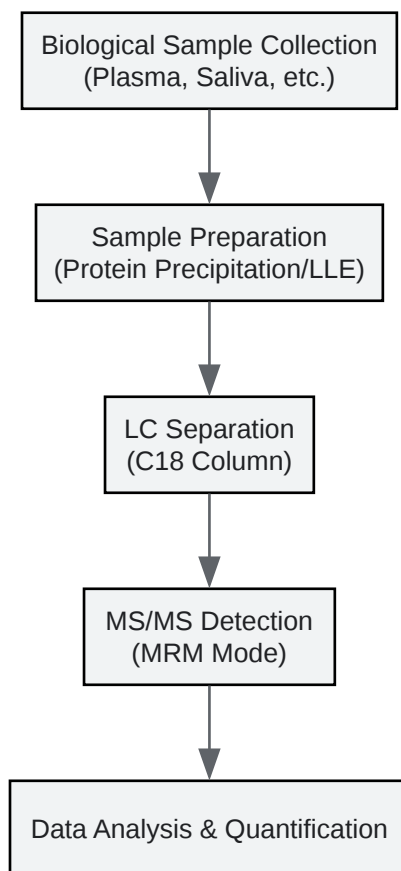 Biological Sample Collection
(Plasma, Saliva, etc.)
Sample Preparation
(Protein Precipitation/LLE)
LC Separation
(C18 Column)
MS/MS Detection
(MRM Mode)
Data Analysis & Quantification